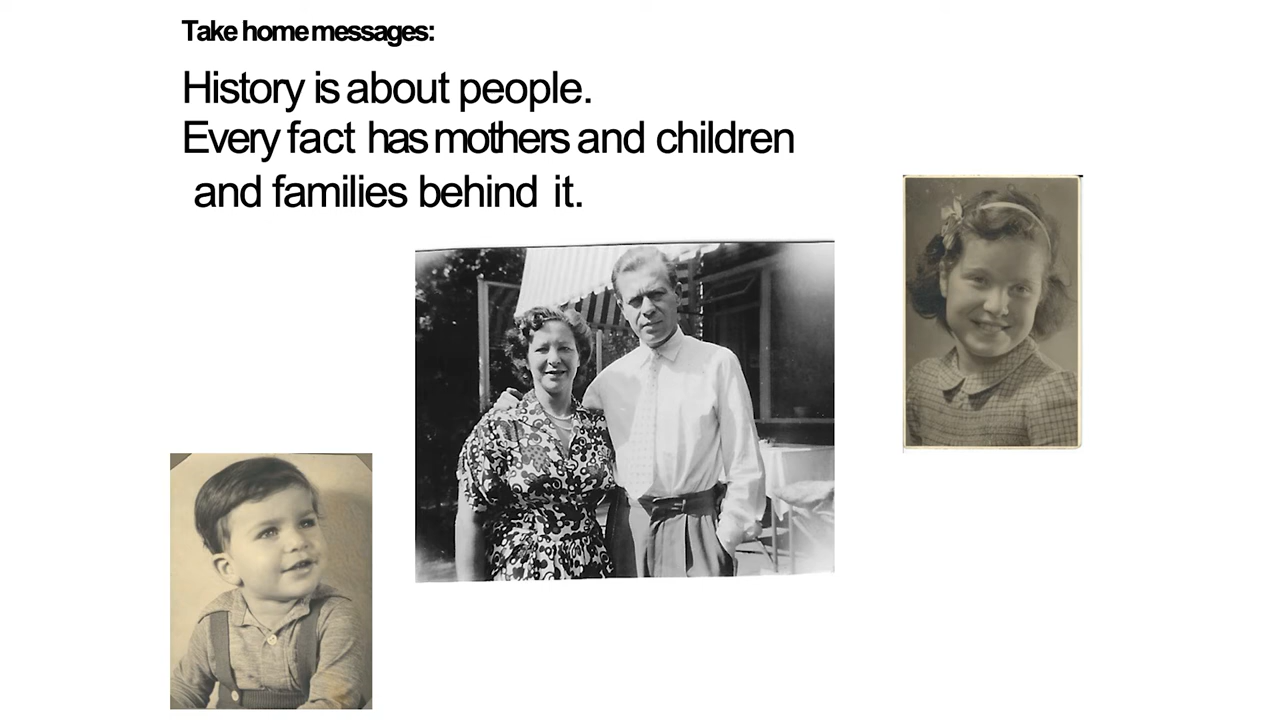 Take home messages:
History is about people.
Every fact has mothers and children
and families behind it.